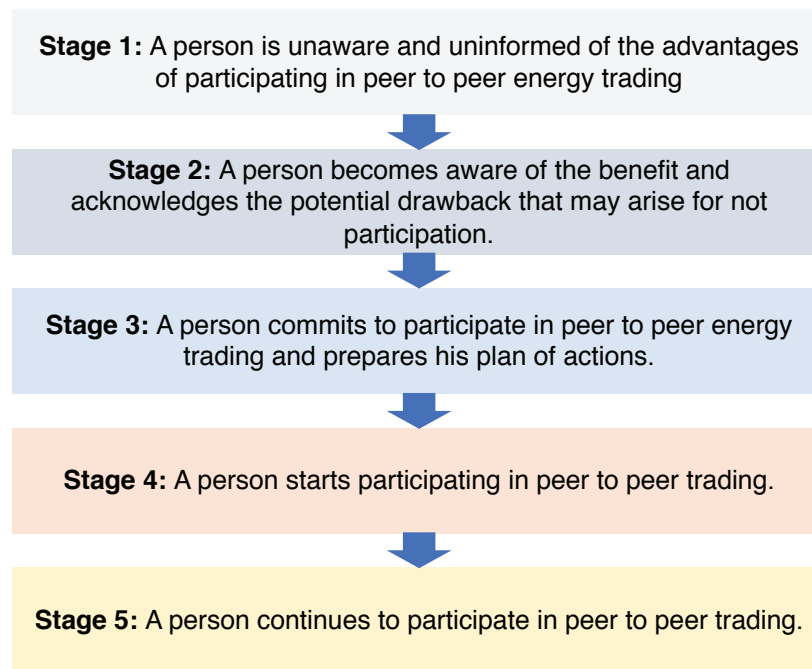 Stage 1: A person is unaware and uninformed of the advantages
of participating in peer to peer energy trading
Stage 2: A person becomes aware of the benefit and
acknowledges the potential drawback that may arise for not
participation.
Stage 3: A person commits to participate in peer to peer energy
trading and prepares his plan of actions.
Stage 4: A person starts participating in peer to peer trading.
Stage 5: A person continues to participate in peer to peer trading.